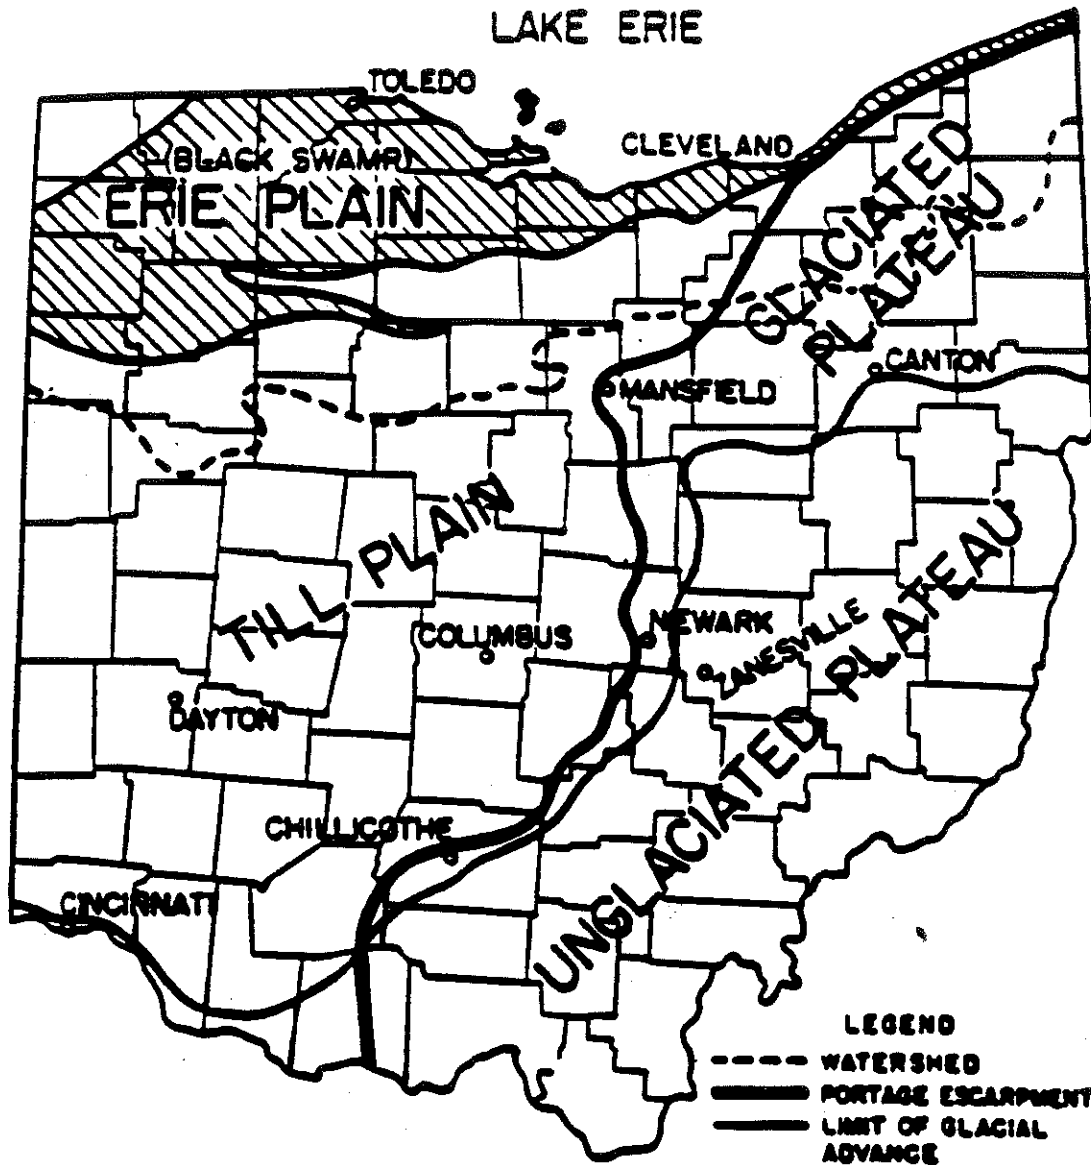 LAKE ERIE
TOLEDO
(BLACK SWAMP)
ERIE PLAIN
CLEVELAND
GLACIATED
PLATEAU
CANTON
MANSFIELD
TILL PLAIN
COLUMBUS
NEWARK
ZANESVILLE
DAYTON
UNGLACIATED PLATEAU
CHILLICOTHE
CINCINNATI
LEGEND
WATERSHED
PORTAGE ESCARPMENT
LIMIT OF GLACIAL
ADVANCE